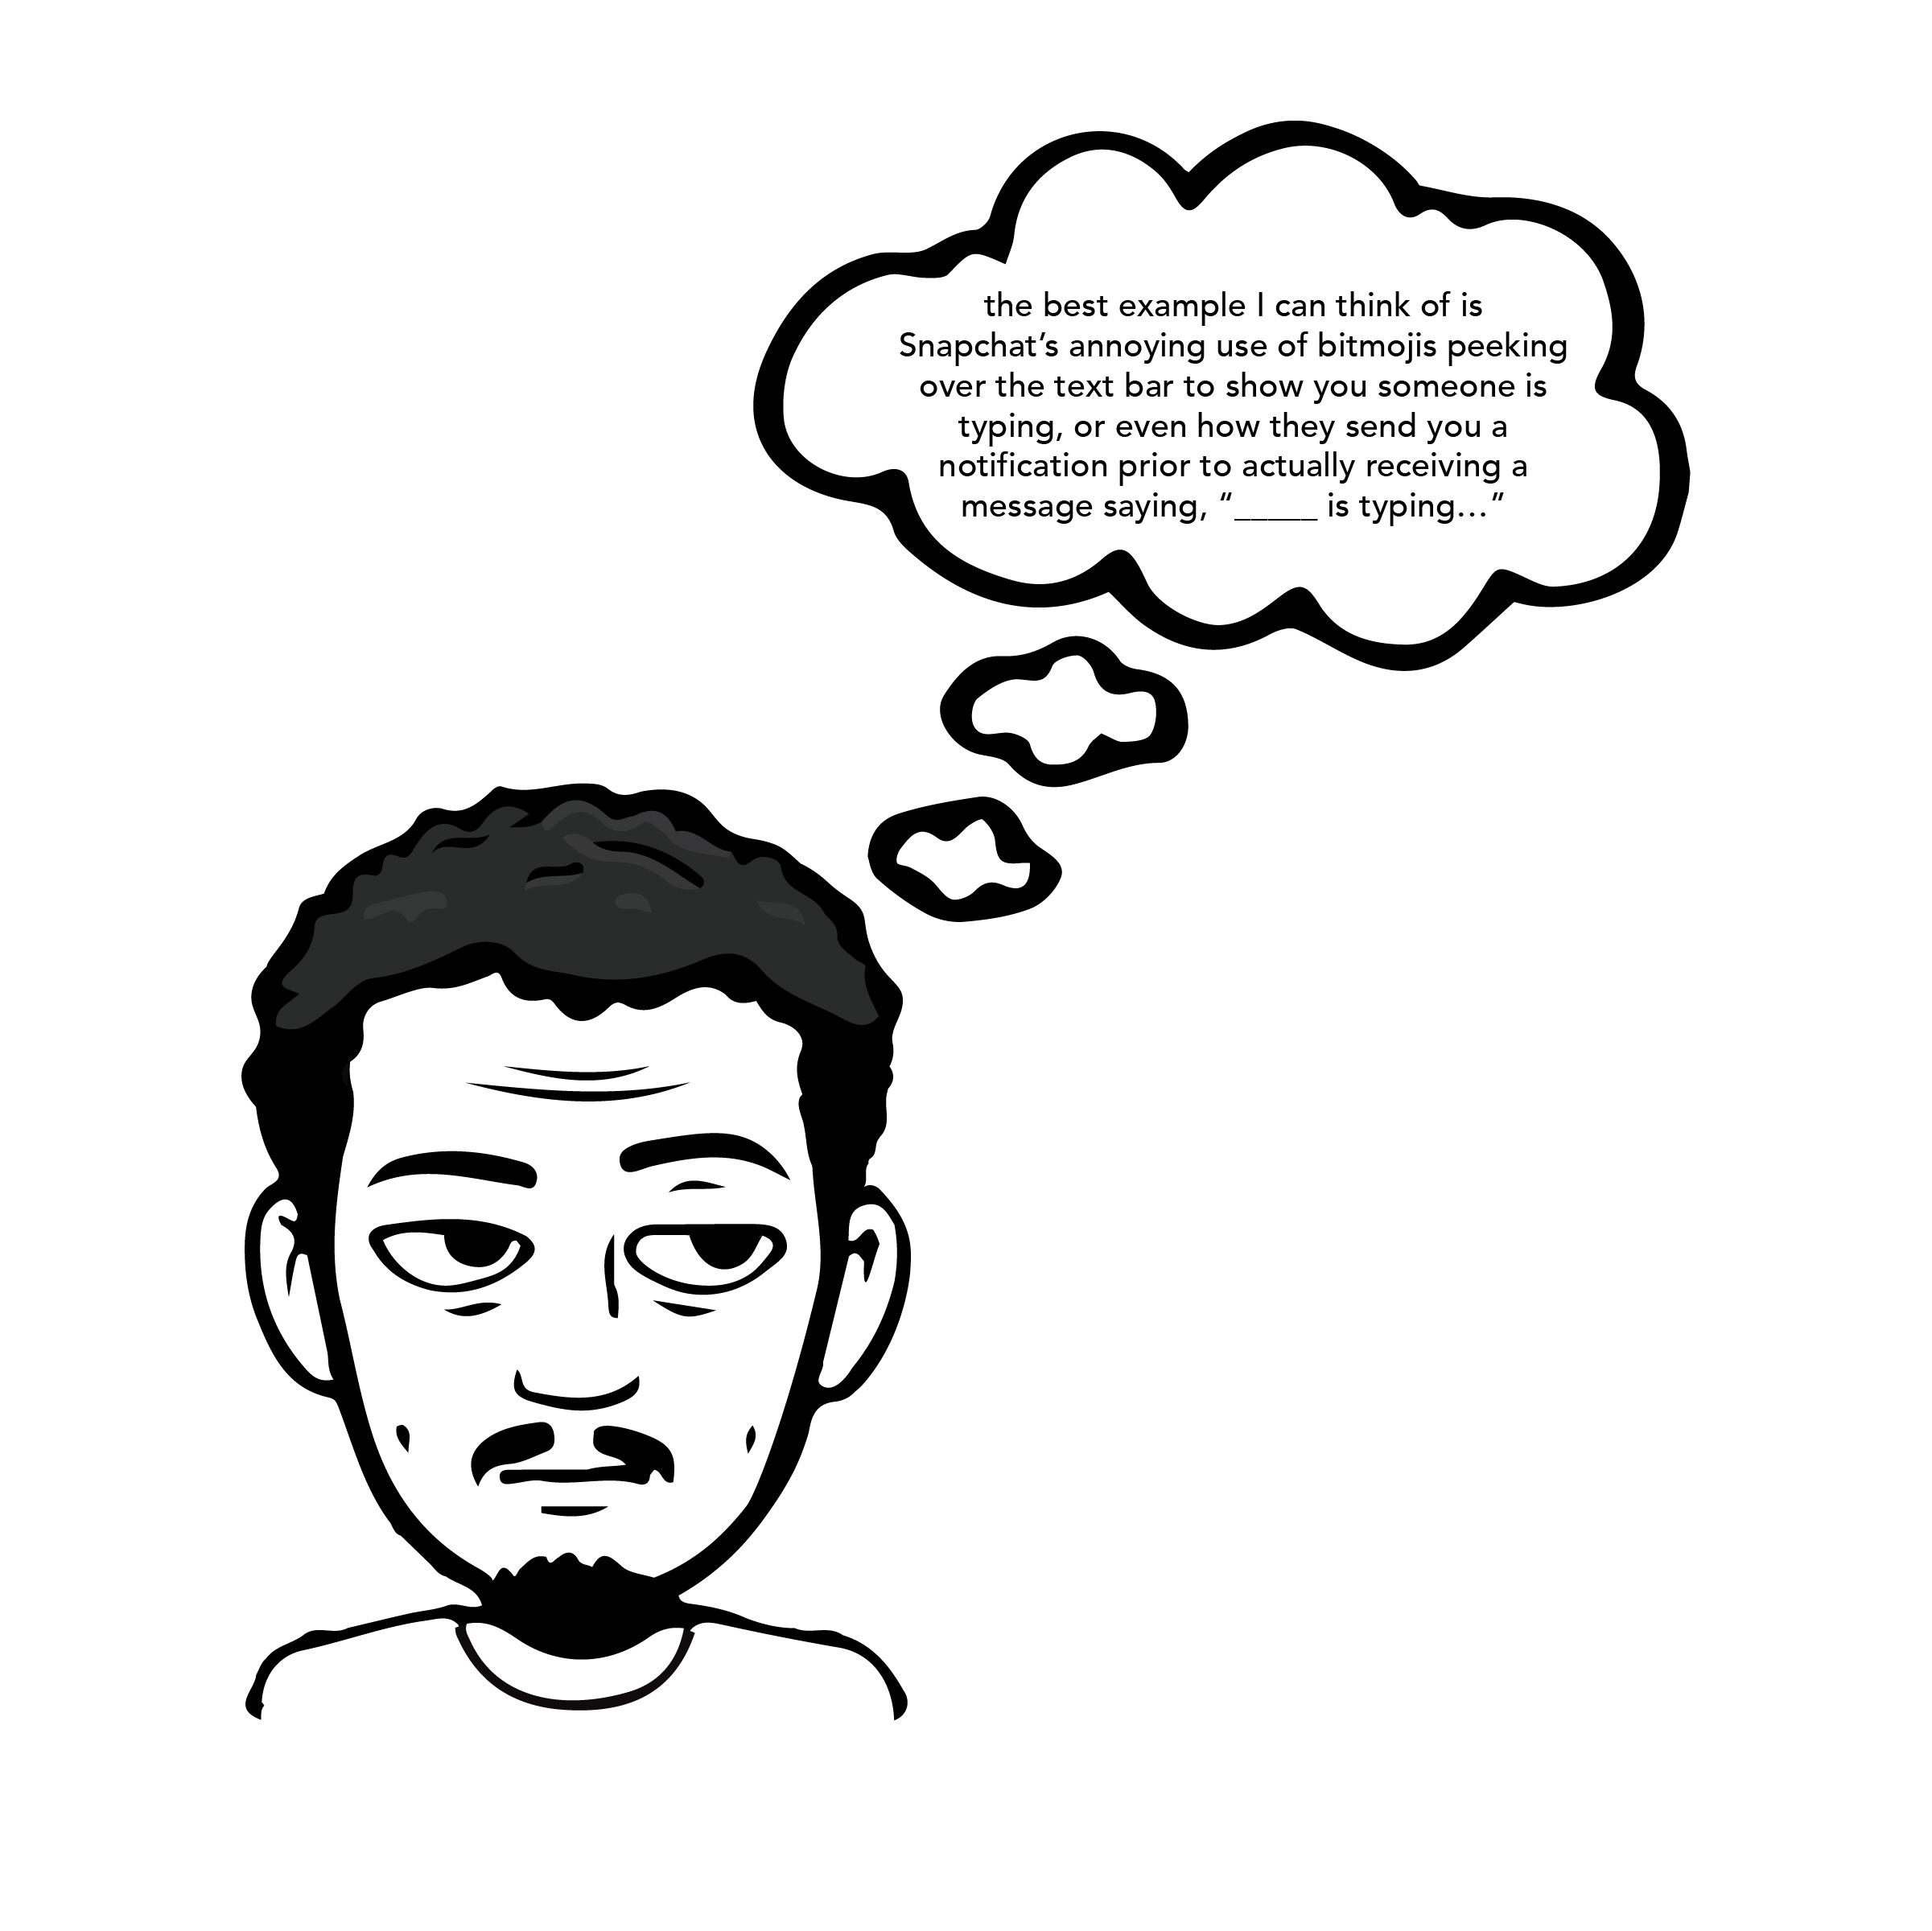 the best example I can think of is
Snapchat’s annoying use of bitmojis peeking
over the text bar to show you someone is
typing, or even how they send you a
notification prior to actually receiving a
message saying, “_____ is typing...”